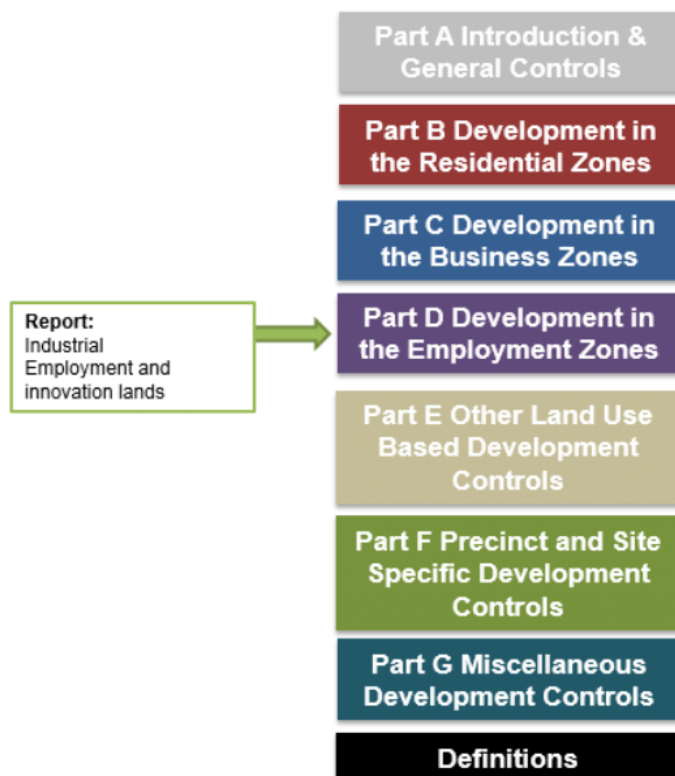 Part A Introduction &
General Controls
Part B Development in
the Residential Zones
Part C Development in
the Business Zones
Report:
Industrial
Employment and
innovation lands
Part D Development in
the Employment Zones
Part E Other Land Use
Based Development
Controls
Part F Precinct and Site
Specific Development
Controls
Part G Miscellaneous
Development Controls
Definitions